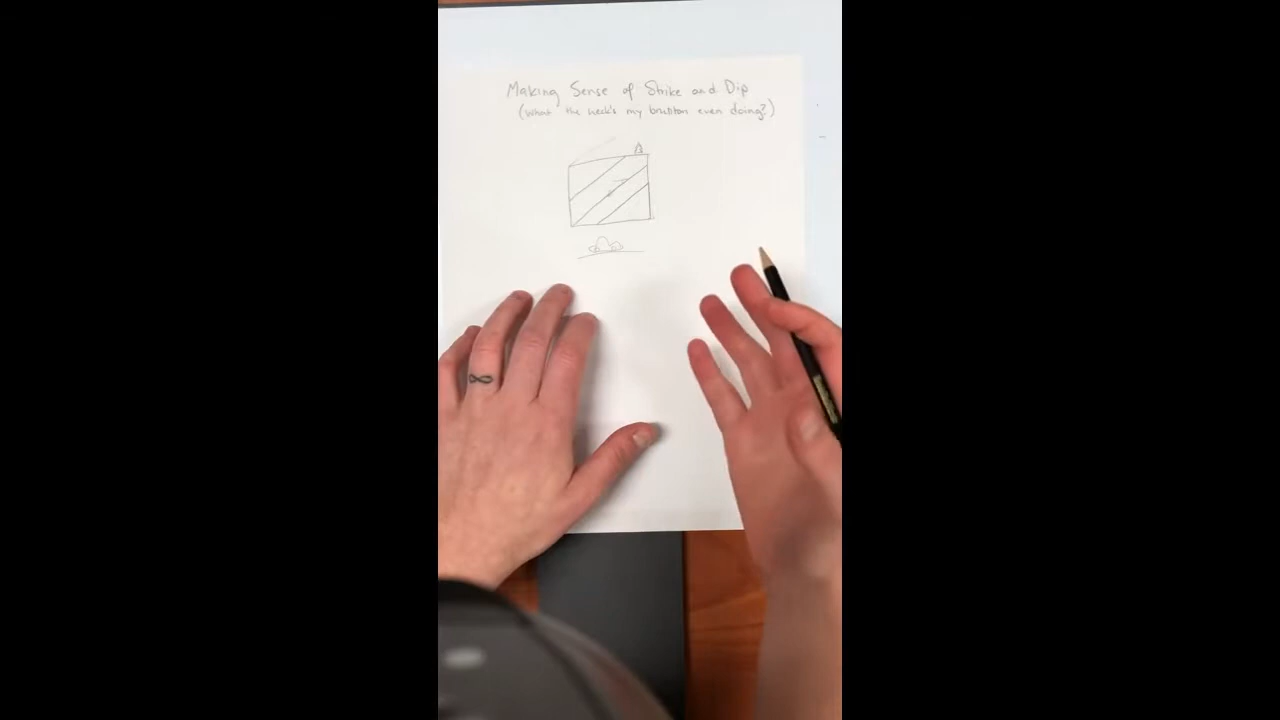 Making Sense of Strike and Dip
(What the heck's my brunton even doing?)